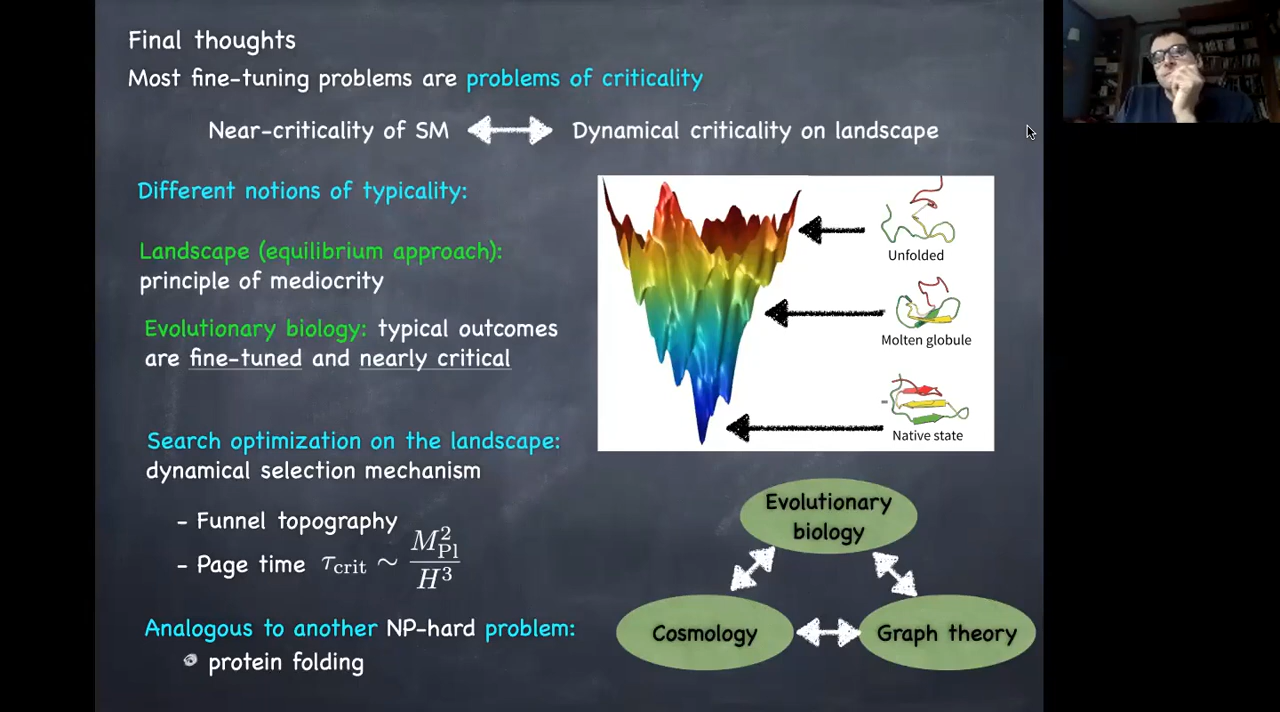 Final thoughts
Most fine-tuning problems are problems of criticality
Near-criticality of SM
Dynamical criticality on landscape
Different notions of typicality:
Landscape (equilibrium approach):
principle of mediocrity
Evolutionary biology: typical outcomes
are fine-tuned and nearly critical
Search optimization on the landscape:
dynamical selection mechanism
- Funnel topography
- Page time τ_crit ~ M_Pl^2 / H^3
Analogous to another NP-hard problem:
protein folding
Unfolded
Molten globule
Native state
Evolutionary
biology
Cosmology
Graph theory